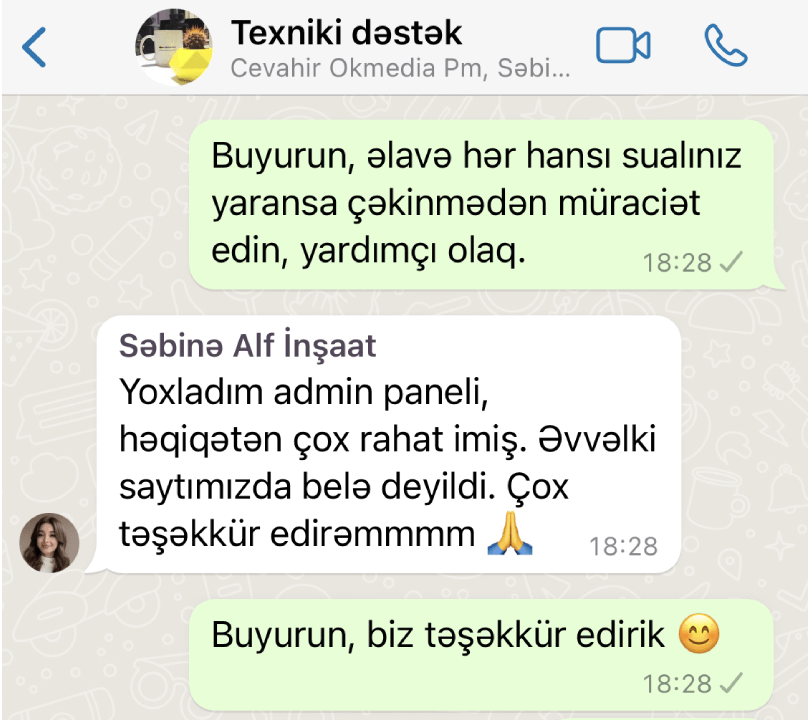 Texniki dəstək
Cevahir Okmedia Pm, Səbi...
Buyurun, əlavə hər hansı sualınız
yaransa çəkinmədən müraciət
edin, yardımçı olaq.
18:28
Səbinə Alf İnşaat
Yoxladım admin paneli,
həqiqətən çox rahat imiş. Əvvəlki
saytımızda belə deyildi. Çox
təşəkkür edirəmmmm 🙏
18:28
Buyurun, biz təşəkkür edirik 😊
18:28